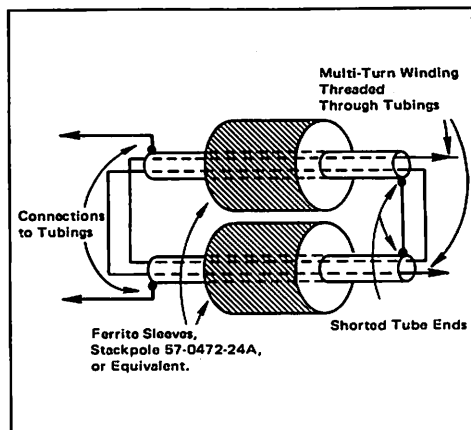 Multi-Turn Winding
Threaded
Through Tubings
Connections
to Tubings
Shorted Tube Ends
Ferrite Sleeves,
Stackpole 57-0472-24A,
or Equivalent.